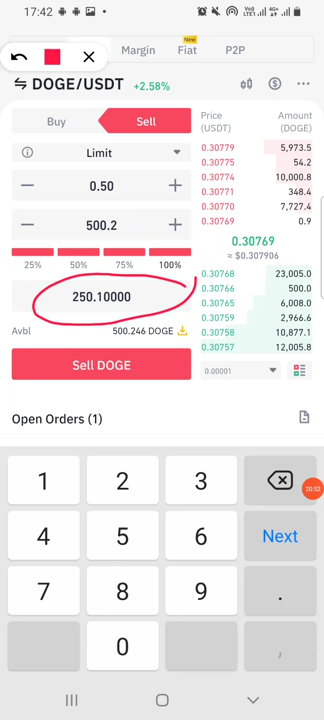 17:42
Vo) LTE1 4G+
New
Margin Fiat P2P
DOGE/USDT +2.58%
Buy Sell
Limit
0.50
500.2
25% 50% 75% 100%
250.10000
Avbl 500.246 DOGE
Sell DOGE
Price (USDT) Amount (DOGE)
0.30779 5,973.5
0.30775 54.2
0.30774 10,000.8
0.30771 348.4
0.30770 7,727.4
0.30769 0.9
0.30769
≈ $0.307906
0.30768 23,005.0
0.30766 500.0
0.30765 6,008.0
0.30759 2,966.6
0.30758 10,877.1
0.30757 12,005.8
0.00001
Open Orders (1)
1 2 3
20:52
4 5 6 Next
7 8 9 .
0 ,